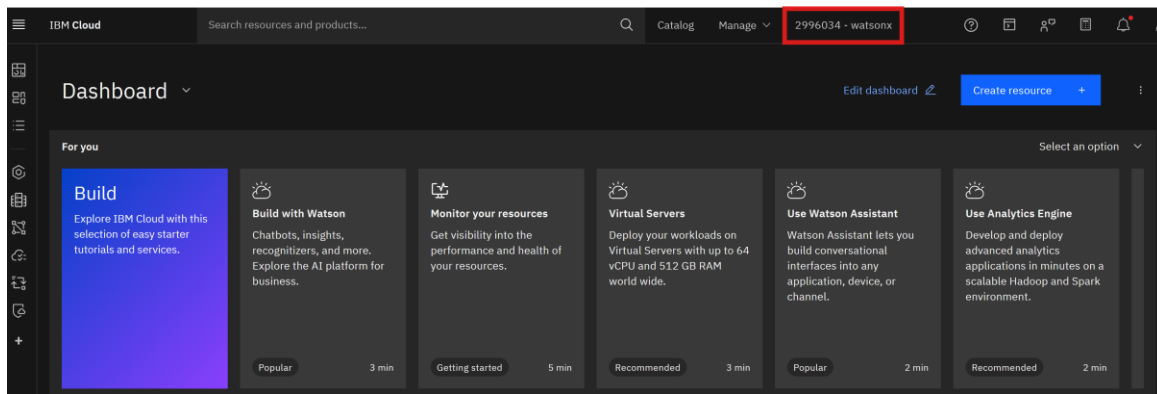 IBM Cloud
Search resources and products...
Catalog
Manage
2996034 - watsonx
Dashboard
Edit dashboard
Create resource +
For you
Select an option
Build
Explore IBM Cloud with this
selection of easy starter
tutorials and services.
Build with Watson
Chatbots, insights,
recognizers, and more.
Explore the AI platform for
business.
Popular
3 min
Monitor your resources
Get visibility into the
performance and health of
your resources.
Getting started
5 min
Virtual Servers
Deploy your workloads on
Virtual Servers with up to 64
vCPU and 512 GB RAM
world wide.
Recommended
3 min
Use Watson Assistant
Watson Assistant lets you
build conversational
interfaces into any
application, device, or
channel.
Popular
2 min
Use Analytics Engine
Develop and deploy
advanced analytics
applications in minutes on a
scalable Hadoop and Spark
environment.
Recommended
2 min